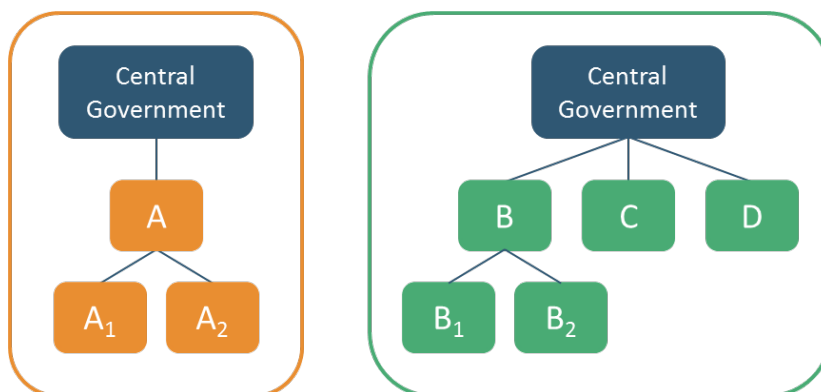 Central
Government
A
A₁
A₂
Central
Government
B
C
D
B₁
B₂